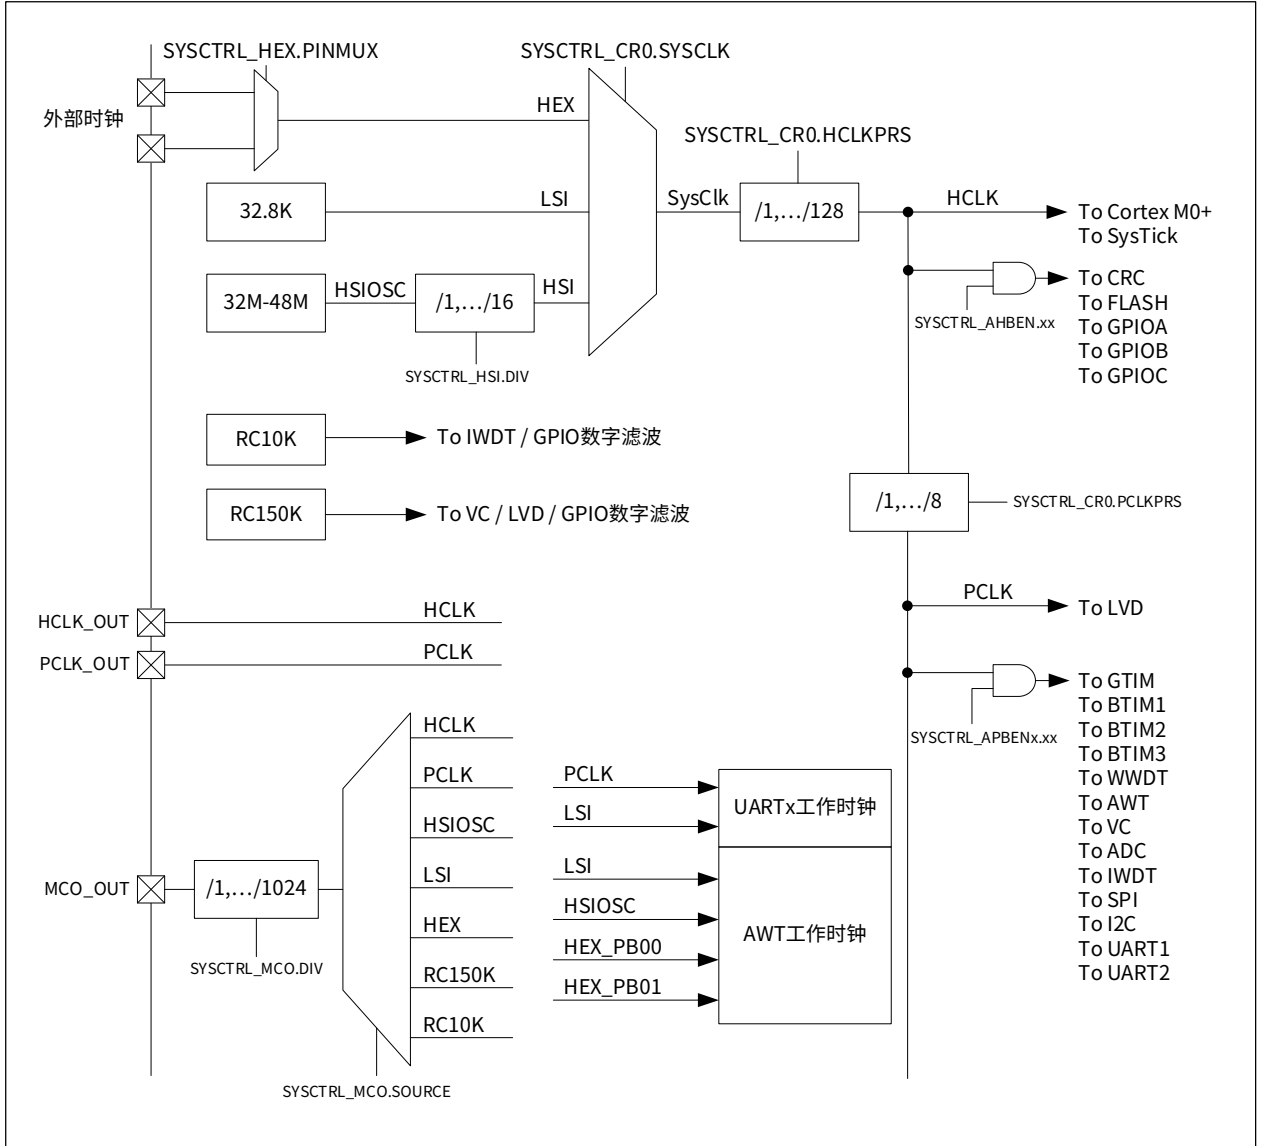 SYSCTRL_HEX.PINMUX
SYSCTRL_CR0.SYSCLK
外部时钟
HEX
SYSCTRL_CR0.HCLKPRS
32.8K
LSI
SysClk
/1,.../128
HCLK
To Cortex M0+
To SysTick
32M-48M
HSIOSC
/1,.../16
HSI
SYSCTRL_HSI.DIV
SYSCTRL_AHBEN.xx
To CRC
To FLASH
To GPIOA
To GPIOB
To GPIOC
RC10K
To IWDT / GPIO数字滤波
RC150K
To VC / LVD / GPIO数字滤波
/1,.../8
SYSCTRL_CR0.PCLKPRS
HCLK_OUT
HCLK
PCLK_OUT
PCLK
PCLK
To LVD
SYSCTRL_APBENx.xx
To GTIM
To BTIM1
To BTIM2
To BTIM3
To WWDT
To AWT
To VC
To ADC
To IWDT
To SPI
To I2C
To UART1
To UART2
MCO_OUT
/1,.../1024
SYSCTRL_MCO.DIV
HCLK
PCLK
HSIOSC
LSI
HEX
RC150K
RC10K
SYSCTRL_MCO.SOURCE
PCLK
LSI
UARTx工作时钟
LSI
HSIOSC
HEX_PB00
HEX_PB01
AWT工作时钟